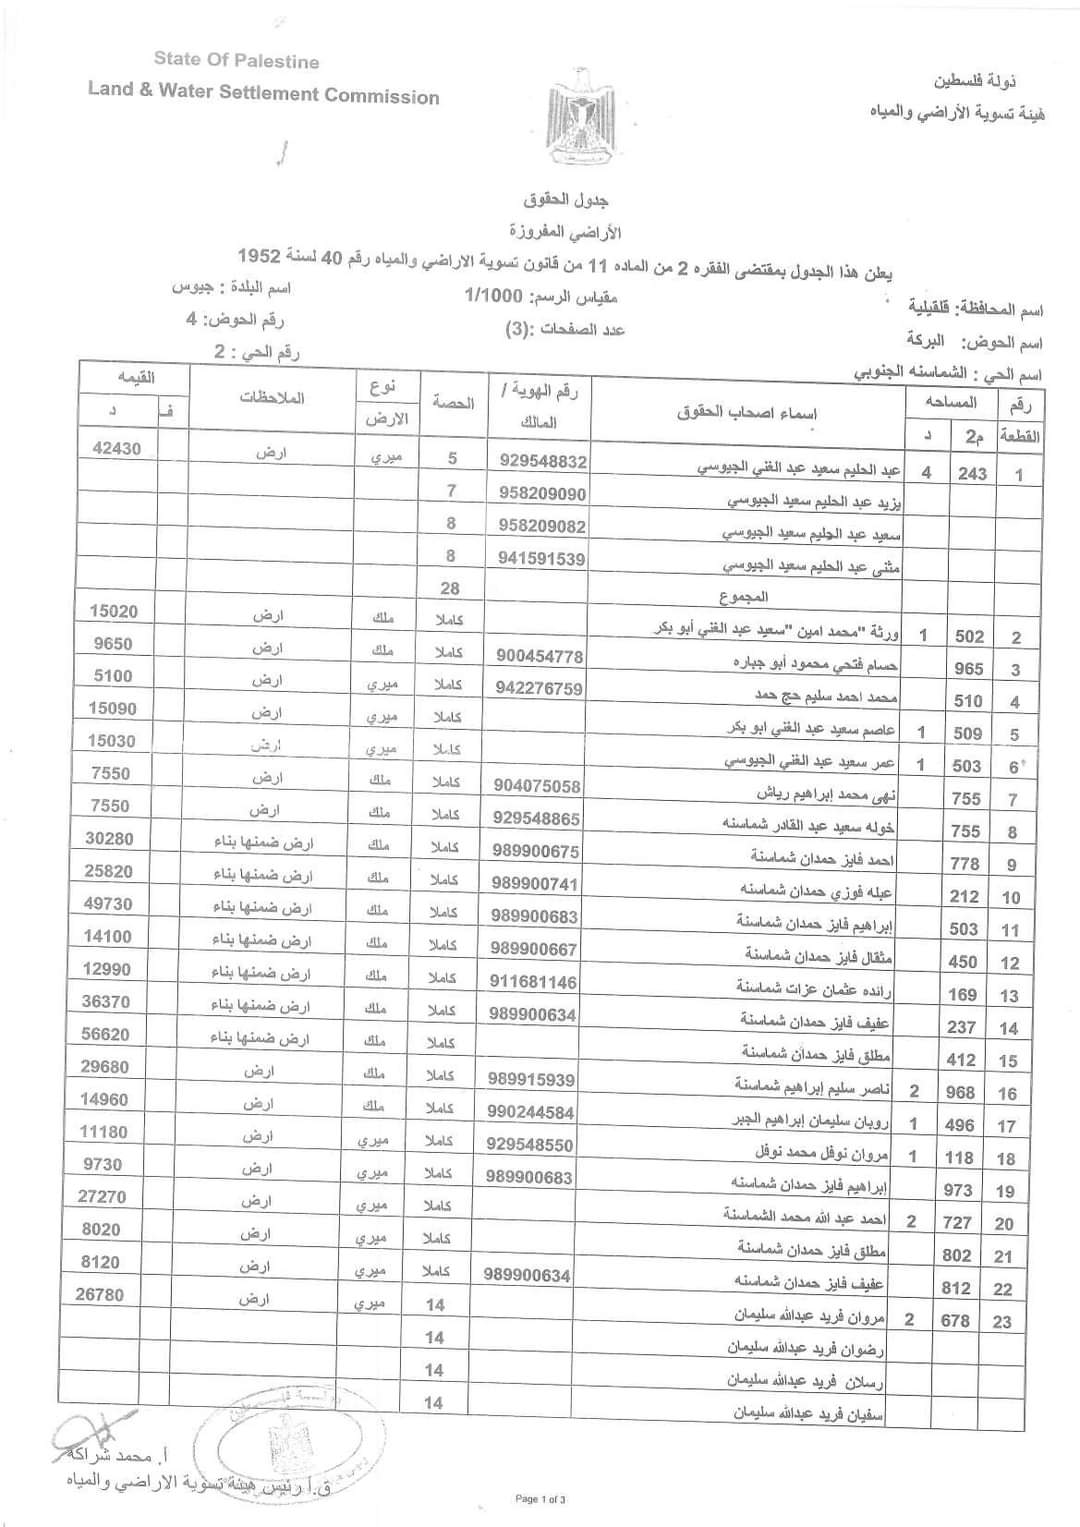 State Of Palestine
Land & Water Settlement Commission
ذولة فلسطين
هيئة تسوية الأراضي والمياه
جدول الحقوق
الأراضي المفروزة
يعلن هذا الجدول بمقتضى الفقره 2 من الماده 11 من قانون تسوية الاراضي والمياه رقم 40 لسنة 1952
اسم المحافظة: قلقيلية مقياس الرسم: 1/1000 اسم البلدة : جيوس
اسم الحوض: البركة عدد الصفحات :(3) رقم الحوض: 4
اسم الحي : الشماسنه الجنوبي رقم الحي : 2
رقم القطعة المساحه م2 د اسماء اصحاب الحقوق رقم الهوية / المالك الحصة نوع الارض الملاحظات القيمه ف د
1 243 4 عبد الحليم سعيد عبد الغني الجيوسي 929548832 5 ميري ارض 42430
يزيد عبد الحليم سعيد الجيوسي 958209090 7
سعيد عبد الحليم سعيد الجيوسي 958209082 8
مثنى عبد الحليم سعيد الجيوسي 941591539 8
المجموع 28
2 502 1 ورثة "محمد امين "سعيد عبد الغني أبو بكر كاملا ملك ارض 15020
3 965 حسام فتحي محمود أبو جباره 900454778 كاملا ملك ارض 9650
4 510 محمد احمد سليم حج حمد 942276759 كاملا ميري ارض 5100
5 509 1 عاصم سعيد عبد الغني ابو بكر كاملا ميري ارض 15090
6 503 1 عمر سعيد عبد الغني الجيوسي كاملا ميري ارض 15030
7 755 نهى محمد إبراهيم رياش 904075058 كاملا ملك ارض 7550
8 755 خوله سعيد عبد القادر شماسنه 929548865 كاملا ملك ارض 7550
9 778 احمد فايز حمدان شماسنة 989900675 كاملا ملك ارض ضمنها بناء 30280
10 212 عبله فوزي حمدان شماسنه 989900741 كاملا ملك ارض ضمنها بناء 25820
11 503 إبراهيم فايز حمدان شماسنة 989900683 كاملا ملك ارض ضمنها بناء 49730
12 450 مثقال فايز حمدان شماسنة 989900667 كاملا ملك ارض ضمنها بناء 14100
13 169 رائده عثمان عزات شماسنة 911681146 كاملا ملك ارض ضمنها بناء 12990
14 237 عفيف فايز حمدان شماسنة 989900634 كاملا ملك ارض ضمنها بناء 36370
15 412 مطلق فايز حمدان شماسنة كاملا ملك ارض ضمنها بناء 56620
16 968 2 ناصر سليم إبراهيم شماسنة 989915939 كاملا ملك ارض 29680
17 496 1 روبان سليمان إبراهيم الجبر 990244584 كاملا ملك ارض 14960
18 118 1 مروان نوفل محمد نوفل 929548550 كاملا ميري ارض 11180
19 973 إبراهيم فايز حمدان شماسنه 989900683 كاملا ميري ارض 9730
20 727 2 احمد عبد الله محمد الشماسنة كاملا ميري ارض 27270
21 802 مطلق فايز حمدان شماسنة كاملا ميري ارض 8020
22 812 عفيف فايز حمدان شماسنه 989900634 كاملا ميري ارض 8120
23 678 2 مروان فريد عبدالله سليمان 14 ميري ارض 26780
رضوان فريد عبدالله سليمان 14
رسلان فريد عبدالله سليمان 14
سفيان فريد عبدالله سليمان 14
أ. محمد شراكة
ق.أ رئيس هيئة تسوية الاراضي والمياه
Page 1 of 3